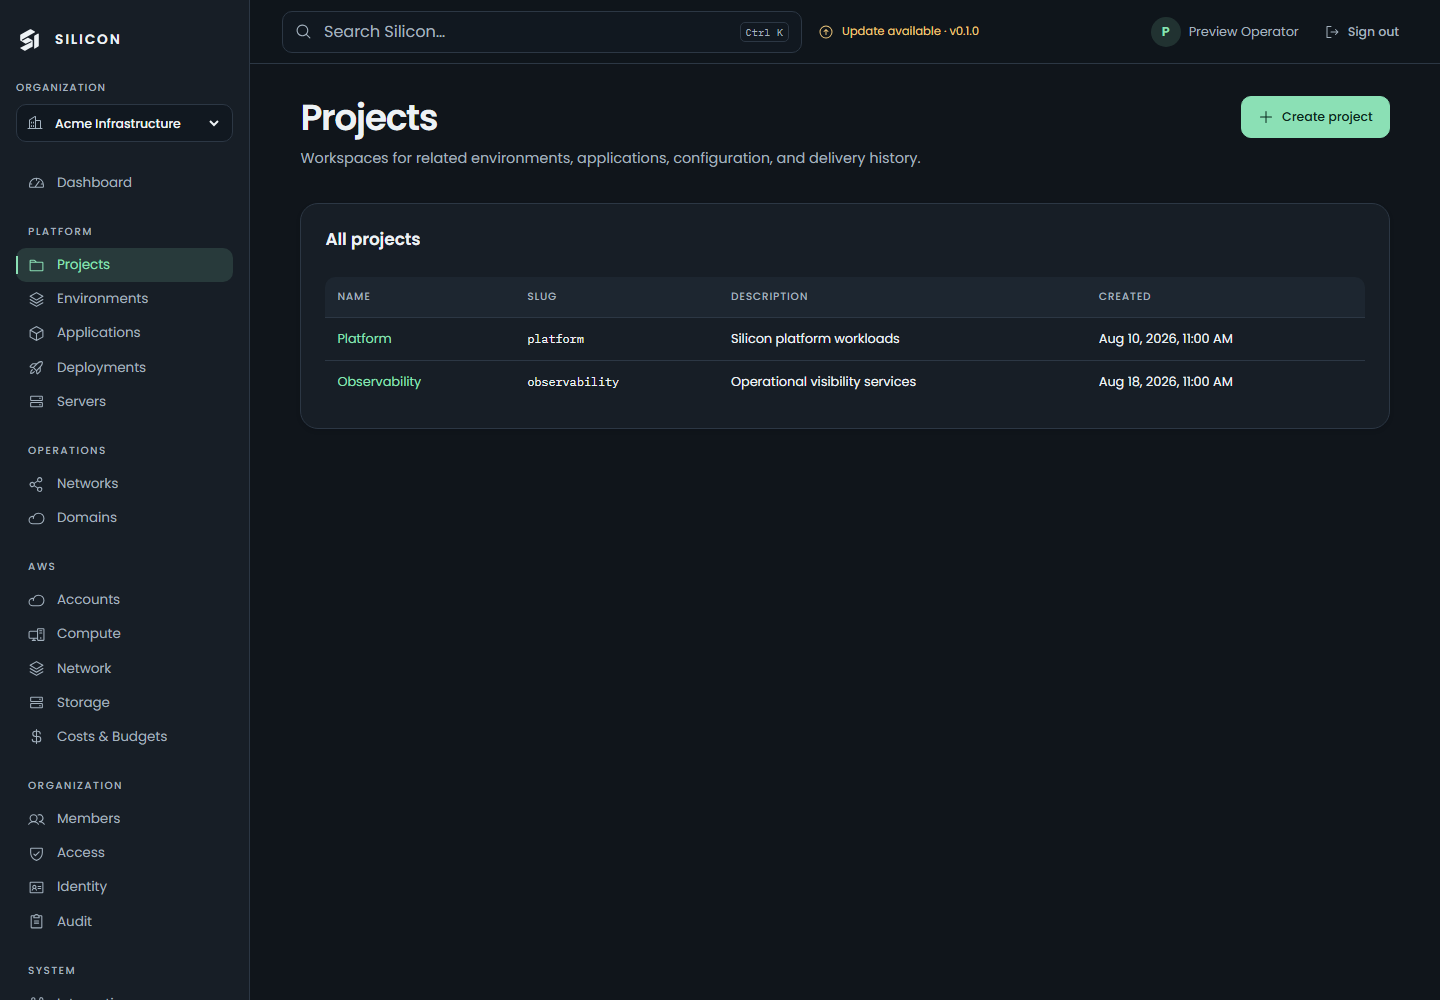 SILICON
ORGANIZATION
Acme Infrastructure
Dashboard
PLATFORM
Projects
Environments
Applications
Deployments
Servers
OPERATIONS
Networks
Domains
AWS
Accounts
Compute
Network
Storage
Costs & Budgets
ORGANIZATION
Members
Access
Identity
Audit
SYSTEM
Search Silicon... Ctrl K
Update available · v0.1.0
P Preview Operator
Sign out
Projects
Create project
Workspaces for related environments, applications, configuration, and delivery history.
All projects
NAME SLUG DESCRIPTION CREATED
Platform platform Silicon platform workloads Aug 10, 2026, 11:00 AM
Observability observability Operational visibility services Aug 18, 2026, 11:00 AM